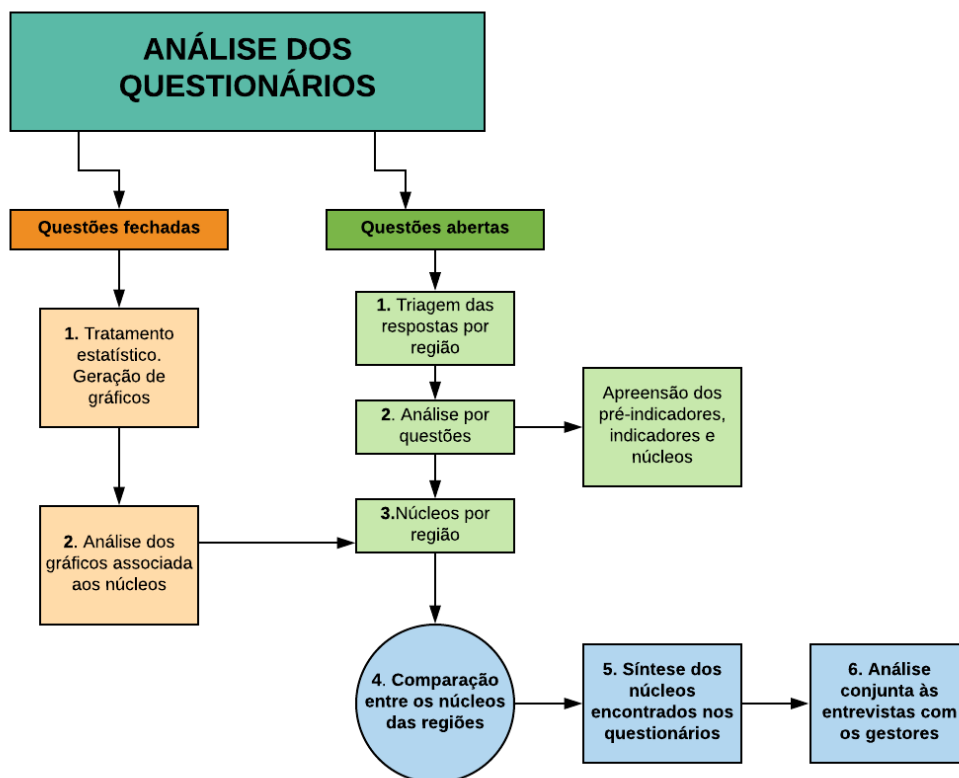 ANÁLISE DOS
QUESTIONÁRIOS
Questões fechadas
Questões abertas
1. Tratamento
estatístico.
Geração de
gráficos
2. Análise dos
gráficos associada
aos núcleos
1. Triagem das
respostas por
região
2. Análise por
questões
Apreensão dos
pré-indicadores,
indicadores e
núcleos
3.Núcleos por
região
4. Comparação
entre os núcleos
das regiões
5. Síntese dos
núcleos
encontrados nos
questionários
6. Análise
conjunta às
entrevistas com
os gestores